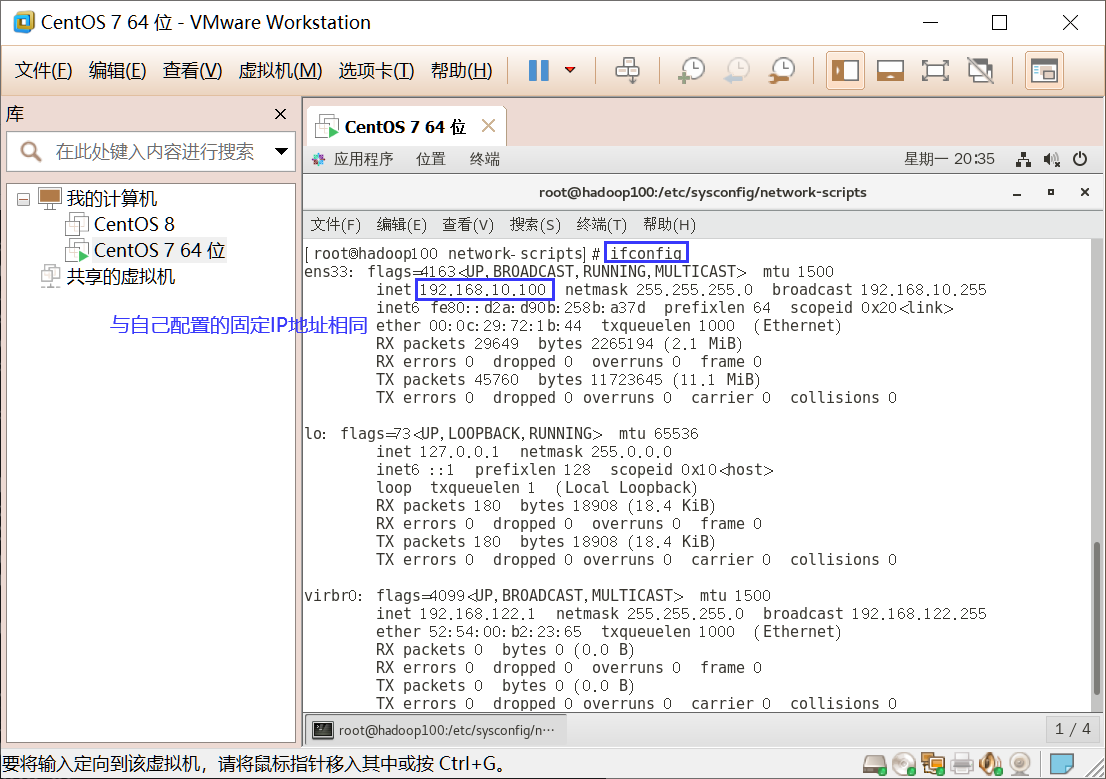 CentOS 7 64 位 - VMware Workstation
文件(F) 编辑(E) 查看(V) 虚拟机(M) 选项卡(T) 帮助(H)
库
在此处键入内容进行搜索
我的计算机
CentOS 8
CentOS 7 64 位
共享的虚拟机
与自己配置的固定IP地址相同
CentOS 7 64 位
应用程序 位置 终端 星期一 20:35
root@hadoop100:/etc/sysconfig/network-scripts
文件(F) 编辑(E) 查看(V) 搜索(S) 终端(T) 帮助(H)
[root@hadoop100 network-scripts]# ifconfig
ens33: flags=4163<UP,BROADCAST,RUNNING,MULTICAST> mtu 1500
inet 192.168.10.100 netmask 255.255.255.0 broadcast 192.168.10.255
inet6 fe80::d2a:d90b:258b:a37d prefixlen 64 scopeid 0x20<link>
ether 00:0c:29:72:1b:44 txqueuelen 1000 (Ethernet)
RX packets 29649 bytes 2265194 (2.1 MiB)
RX errors 0 dropped 0 overruns 0 frame 0
TX packets 45760 bytes 11723645 (11.1 MiB)
TX errors 0 dropped 0 overruns 0 carrier 0 collisions 0
lo: flags=73<UP,LOOPBACK,RUNNING> mtu 65536
inet 127.0.0.1 netmask 255.0.0.0
inet6 ::1 prefixlen 128 scopeid 0x10<host>
loop txqueuelen 1 (Local Loopback)
RX packets 180 bytes 18908 (18.4 KiB)
RX errors 0 dropped 0 overruns 0 frame 0
TX packets 180 bytes 18908 (18.4 KiB)
TX errors 0 dropped 0 overruns 0 carrier 0 collisions 0
virbr0: flags=4099<UP,BROADCAST,MULTICAST> mtu 1500
inet 192.168.122.1 netmask 255.255.255.0 broadcast 192.168.122.255
ether 52:54:00:b2:23:65 txqueuelen 1000 (Ethernet)
RX packets 0 bytes 0 (0.0 B)
RX errors 0 dropped 0 overruns 0 frame 0
TX packets 0 bytes 0 (0.0 B)
TX errors 0 dropped 0 overruns 0 carrier 0 collisions 0
root@hadoop100:/etc/sysconfig/n··· 1 / 4
要将输入定向到该虚拟机，请将鼠标指针移入其中或按 Ctrl+G。